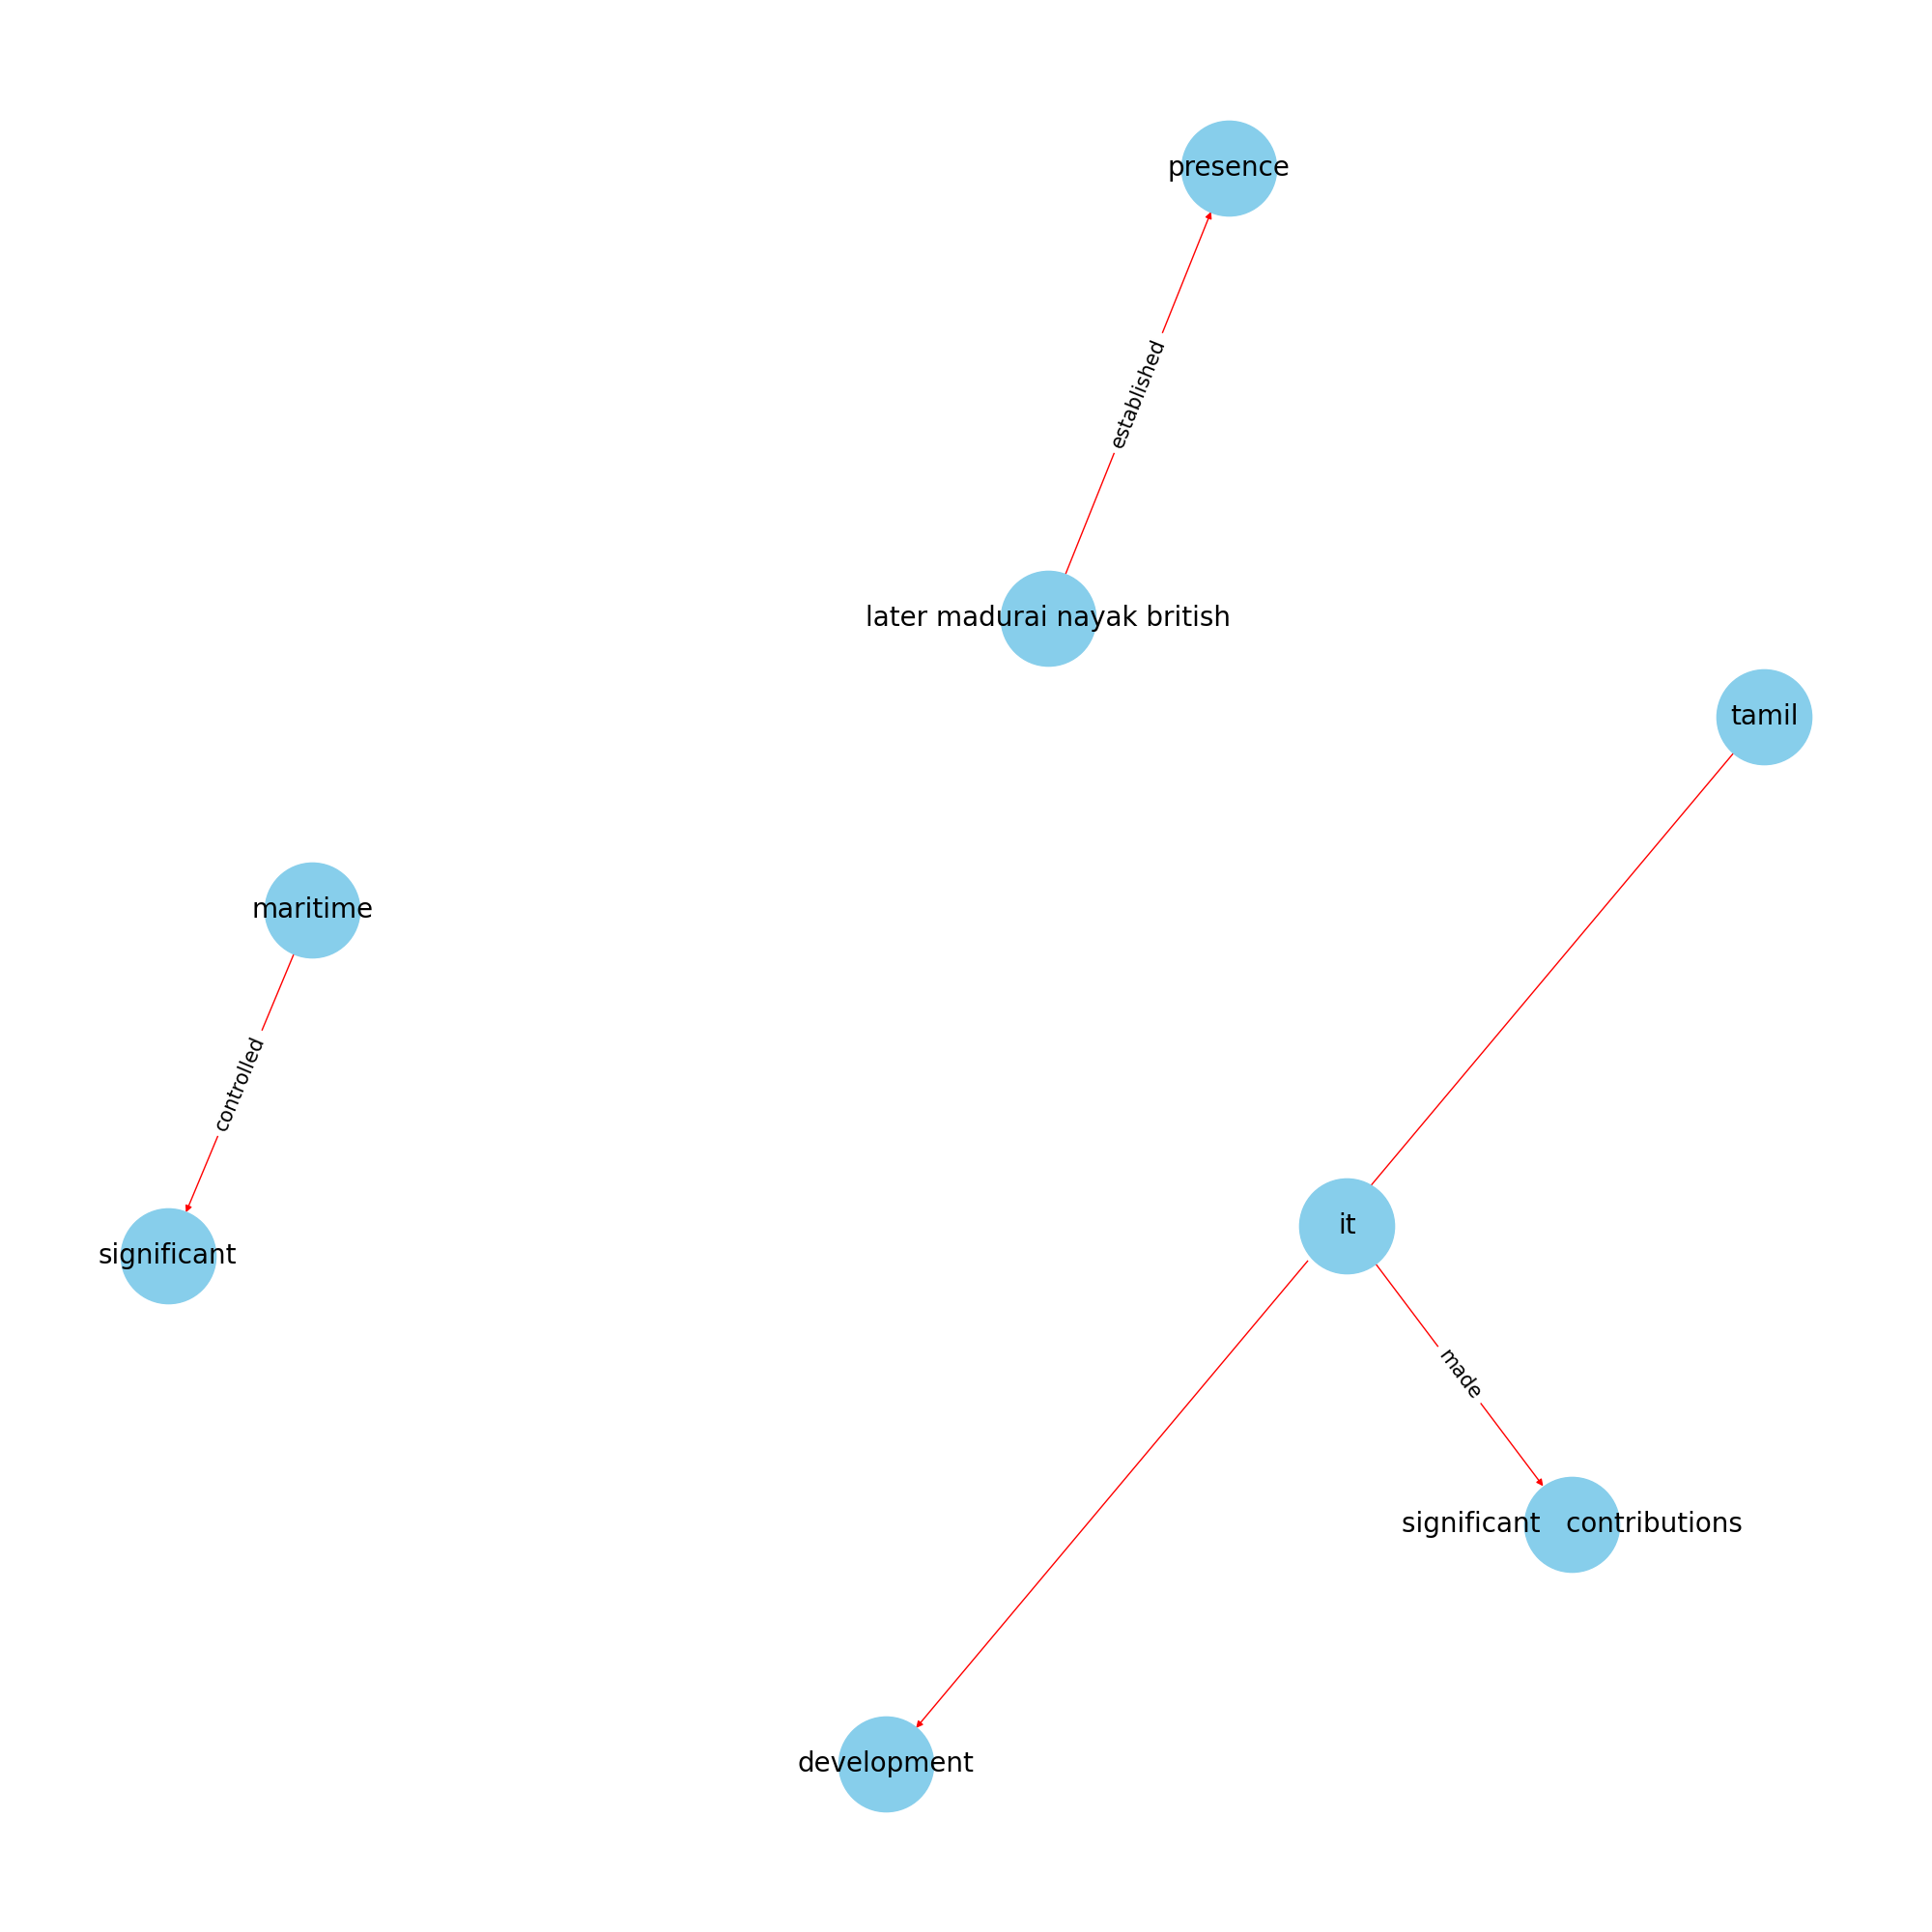 presence
established
later madurai nayak british
tamil
maritime
controlled
significant
it
made
significant   contributions
development